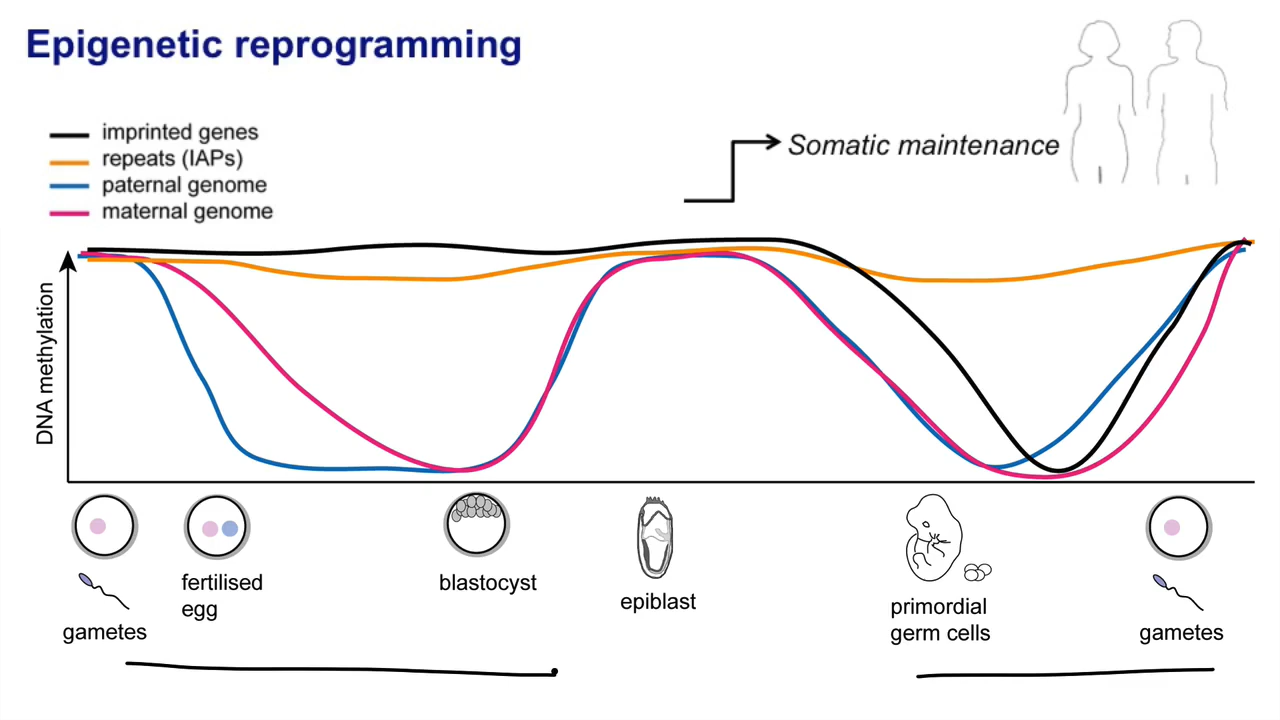 Epigenetic reprogramming
imprinted genes
repeats (IAPs)
paternal genome
maternal genome
Somatic maintenance
DNA methylation
gametes
fertilised
egg
blastocyst
epiblast
primordial
germ cells
gametes